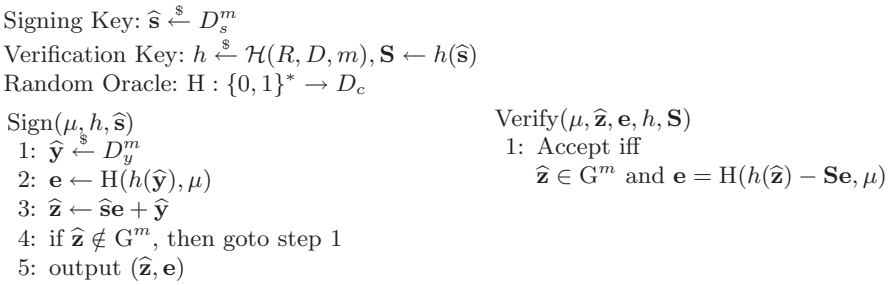 Signing Key: ŝ ←$ D_s^m
Verification Key: h ←$ ℋ(R, D, m), S ← h(ŝ)
Random Oracle: H : {0, 1}* → D_c
Sign(μ, h, ŝ)
1: ŷ ←$ D_y^m
2: e ← H(h(ŷ), μ)
3: ẑ ← ŝe + ŷ
4: if ẑ ∉ G^m, then goto step 1
5: output (ẑ, e)
Verify(μ, ẑ, e, h, S)
1: Accept iff
ẑ ∈ G^m and e = H(h(ẑ) − Se, μ)